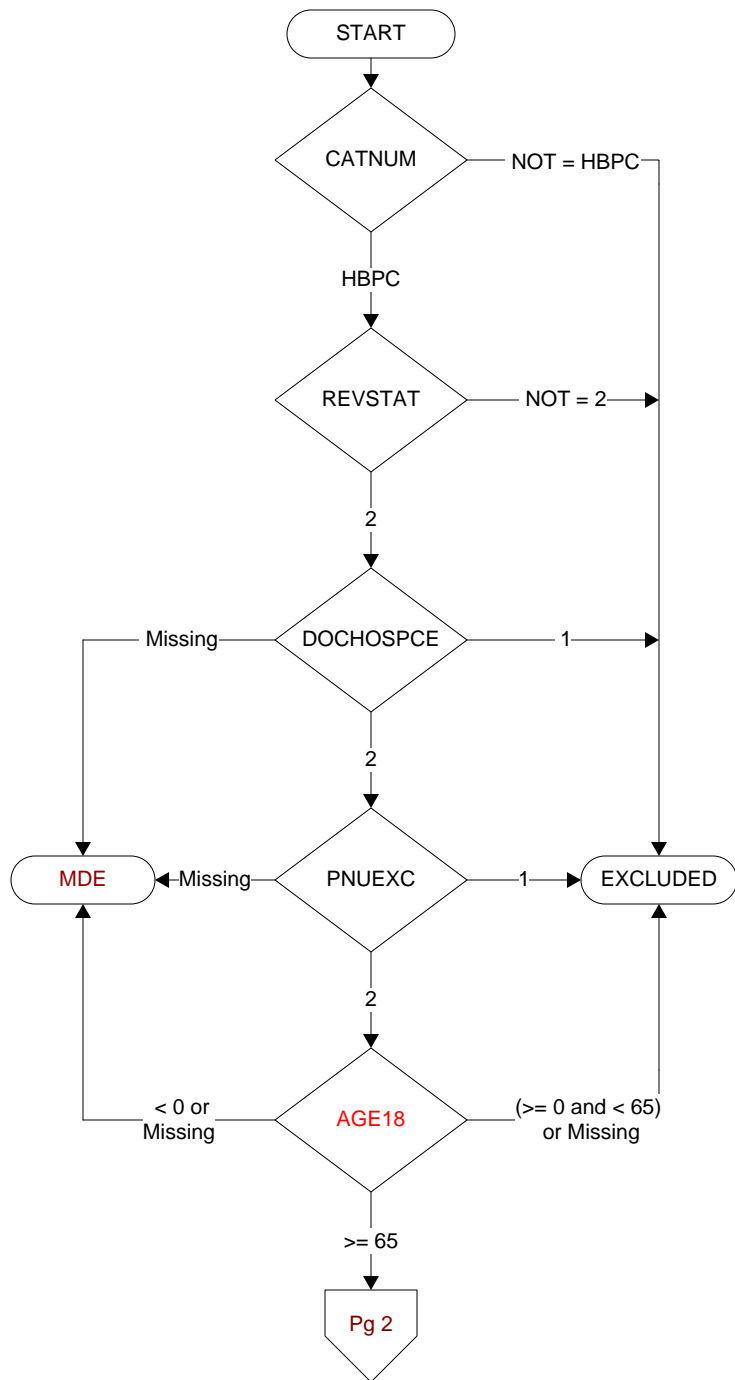 START
CATNUM
NOT = HBPC
HBPC
REVSTAT
NOT = 2
2
Missing
DOCHOSPCE
1
2
MDE
Missing
PNUEXC
1
EXCLUDED
2
< 0 or
Missing
AGE18
(>= 0 and < 65)
or Missing
>= 65
Pg 2